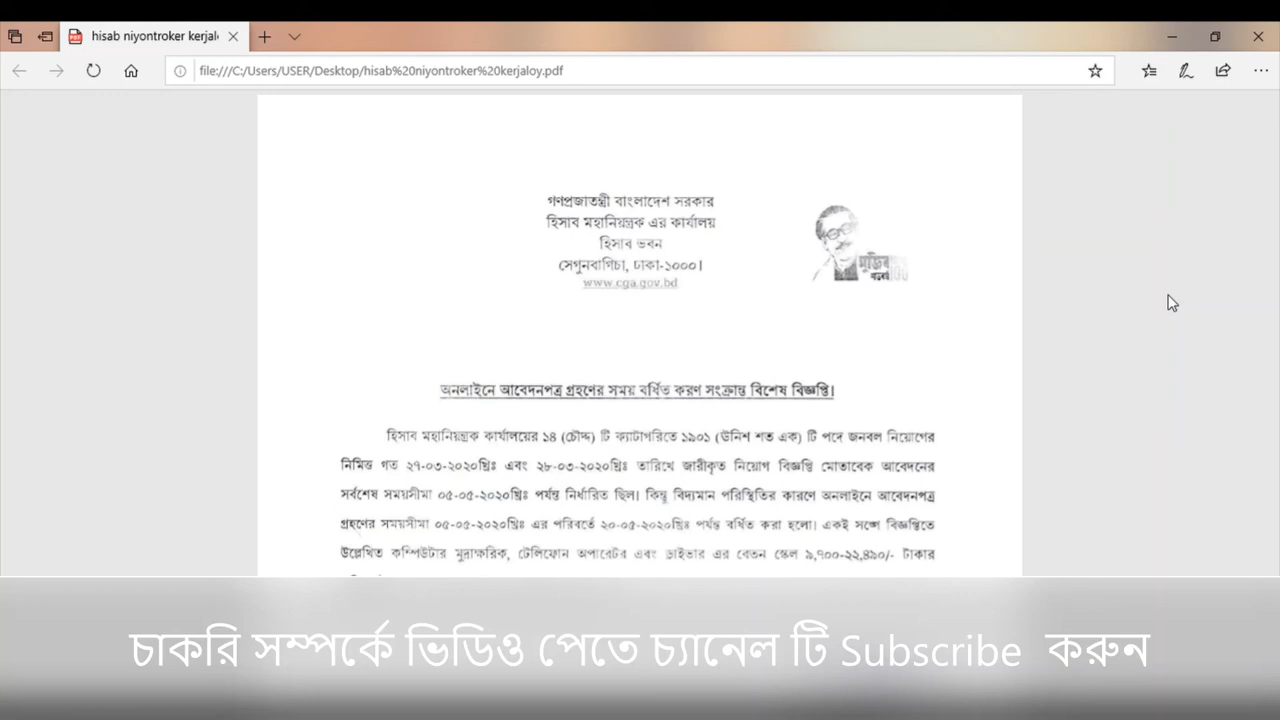 hisab niyontroker kerjalo
file:///C:/Users/USER/Desktop/hisab%20niyontroker%20kerjaloy.pdf
গণপ্রজাতন্ত্রী বাংলাদেশ সরকার
হিসাব মহানিয়ন্ত্রক এর কার্যালয়
হিসাব ভবন
সেগুনবাগিচা, ঢাকা-১০০০।
www.cga.gov.bd
মুজিব
অনলাইনে আবেদনপত্র গ্রহণের সময় বর্ধিত করণ সংক্রান্ত বিশেষ বিজ্ঞপ্তি।
হিসাব মহানিয়ন্ত্রক কার্যালয়ের ১৪ (চৌদ্দ) টি ক্যাটাগরিতে ১৯০১ (উনিশ শত এক) টি পদে জনবল নিয়োগের
নিমিত্ত গত ২৭-০৩-২০২০খ্রিঃ এবং ২৮-০৩-২০২০খ্রিঃ তারিখে জারীকৃত নিয়োগ বিজ্ঞপ্তি মোতাবেক আবেদনের
সর্বশেষ সময়সীমা ০৫-০৫-২০২০খ্রিঃ পর্যন্ত নির্ধারিত ছিল। কিন্তু বিদ্যমান পরিস্থিতির কারণে অনলাইনে আবেদনপত্র
গ্রহণের সময়সীমা ০৫-০৫-২০২০খ্রিঃ এর পরিবর্তে ২০-০৫-২০২০খ্রিঃ পর্যন্ত বর্ধিত করা হলো। একই সঙ্গে বিজ্ঞপ্তিতে
উল্লেখিত কম্পিউটার মুদ্রাক্ষরিক, টেলিফোন অপারেটর এবং ড্রাইভার এর বেতন স্কেল ৯,৭০০-২২,৪৯০/- টাকার
চাকরি সম্পর্কে ভিডিও পেতে চ্যানেল টি Subscribe করুন